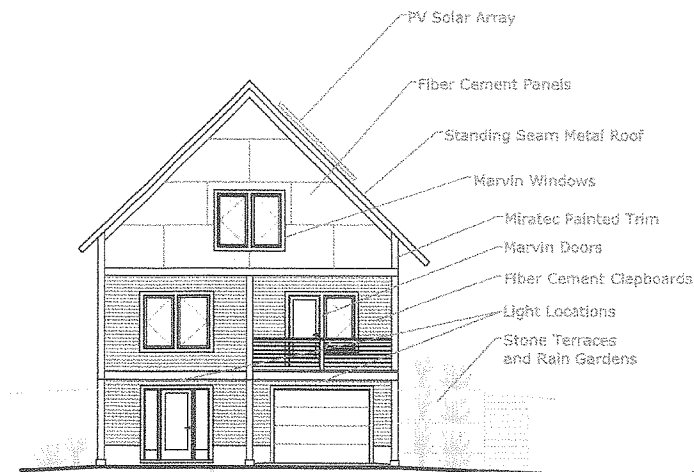 PV Solar Array
Fiber Cement Panels
Standing Seam Metal Roof
Marvin Windows
Miratec Painted Trim
Marvin Doors
Fiber Cement Clapboards
Light Locations
Stone Terraces
and Rain Gardens